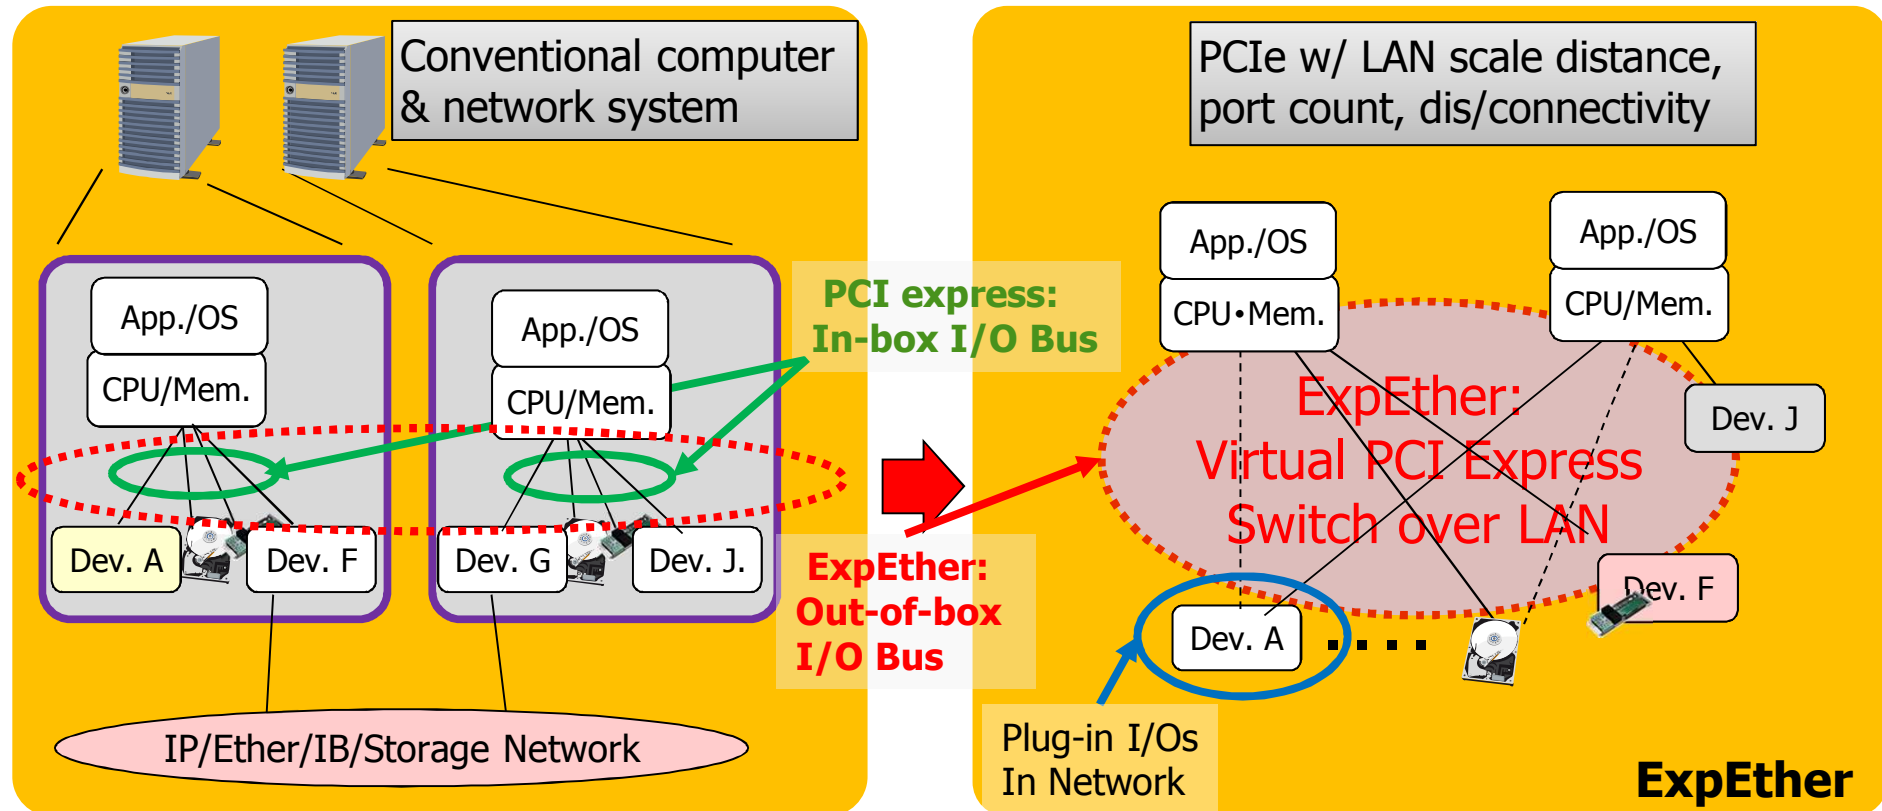 Conventional computer
& network system
App./OS
CPU/Mem.
Dev. A
Dev. F
App./OS
CPU/Mem.
Dev. G
Dev. J.
IP/Ether/IB/Storage Network
PCI express:
In-box I/O Bus
ExpEther:
Out-of-box
I/O Bus
PCIe w/ LAN scale distance,
port count, dis/connectivity
App./OS
CPU•Mem.
App./OS
CPU/Mem.
ExpEther:
Virtual PCI Express
Switch over LAN
Dev. J
Dev. F
Dev. A
Plug-in I/Os
In Network
ExpEther